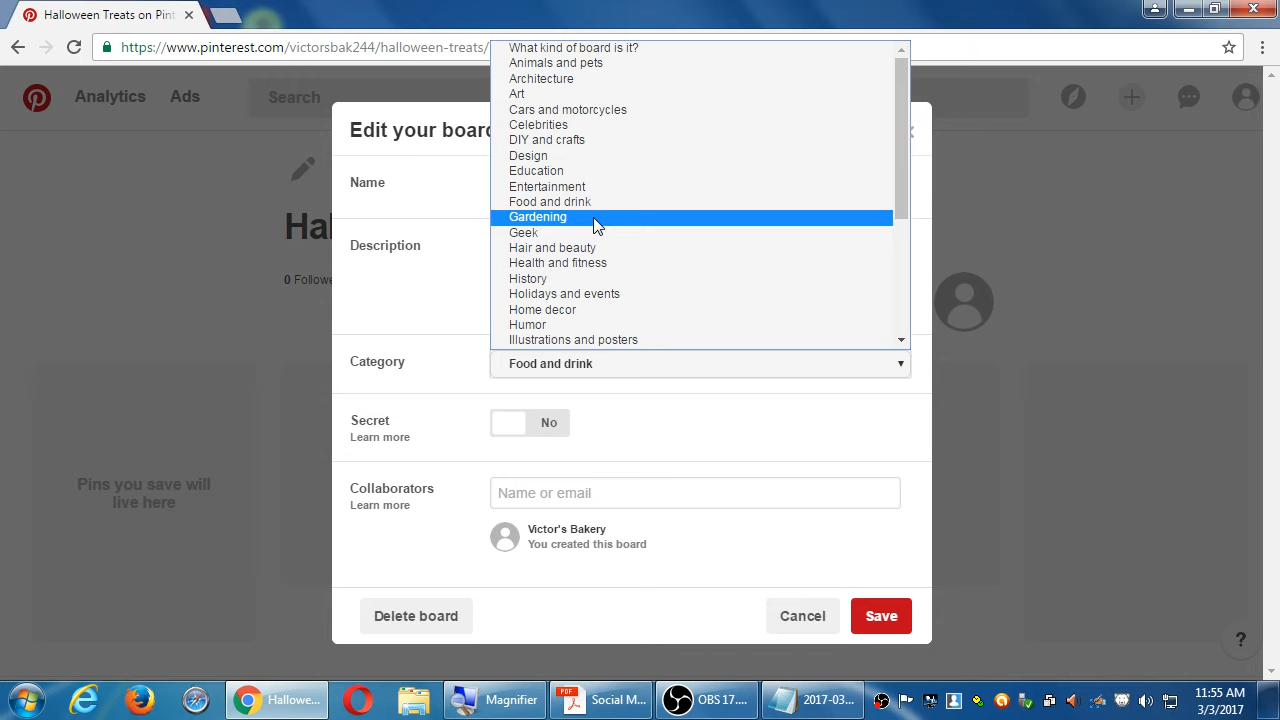 Halloween Treats on Pint
https://www.pinterest.com/victorsbak244/halloween-treats/
Analytics
Ads
Search
Edit your board
Name
Hal
Description
0 Followe
What kind of board is it?
Animals and pets
Architecture
Art
Cars and motorcycles
Celebrities
DIY and crafts
Design
Education
Entertainment
Food and drink
Gardening
Geek
Hair and beauty
Health and fitness
History
Holidays and events
Home decor
Humor
Illustrations and posters
Category
Food and drink
Secret
Learn more
No
Pins you save will
live here
Collaborators
Learn more
Name or email
Victor's Bakery
You created this board
Delete board
Cancel
Save
?
Hallowe...
Magnifier
PDF
Social M...
OBS 17....
2017-03...
11:55 AM
3/3/2017